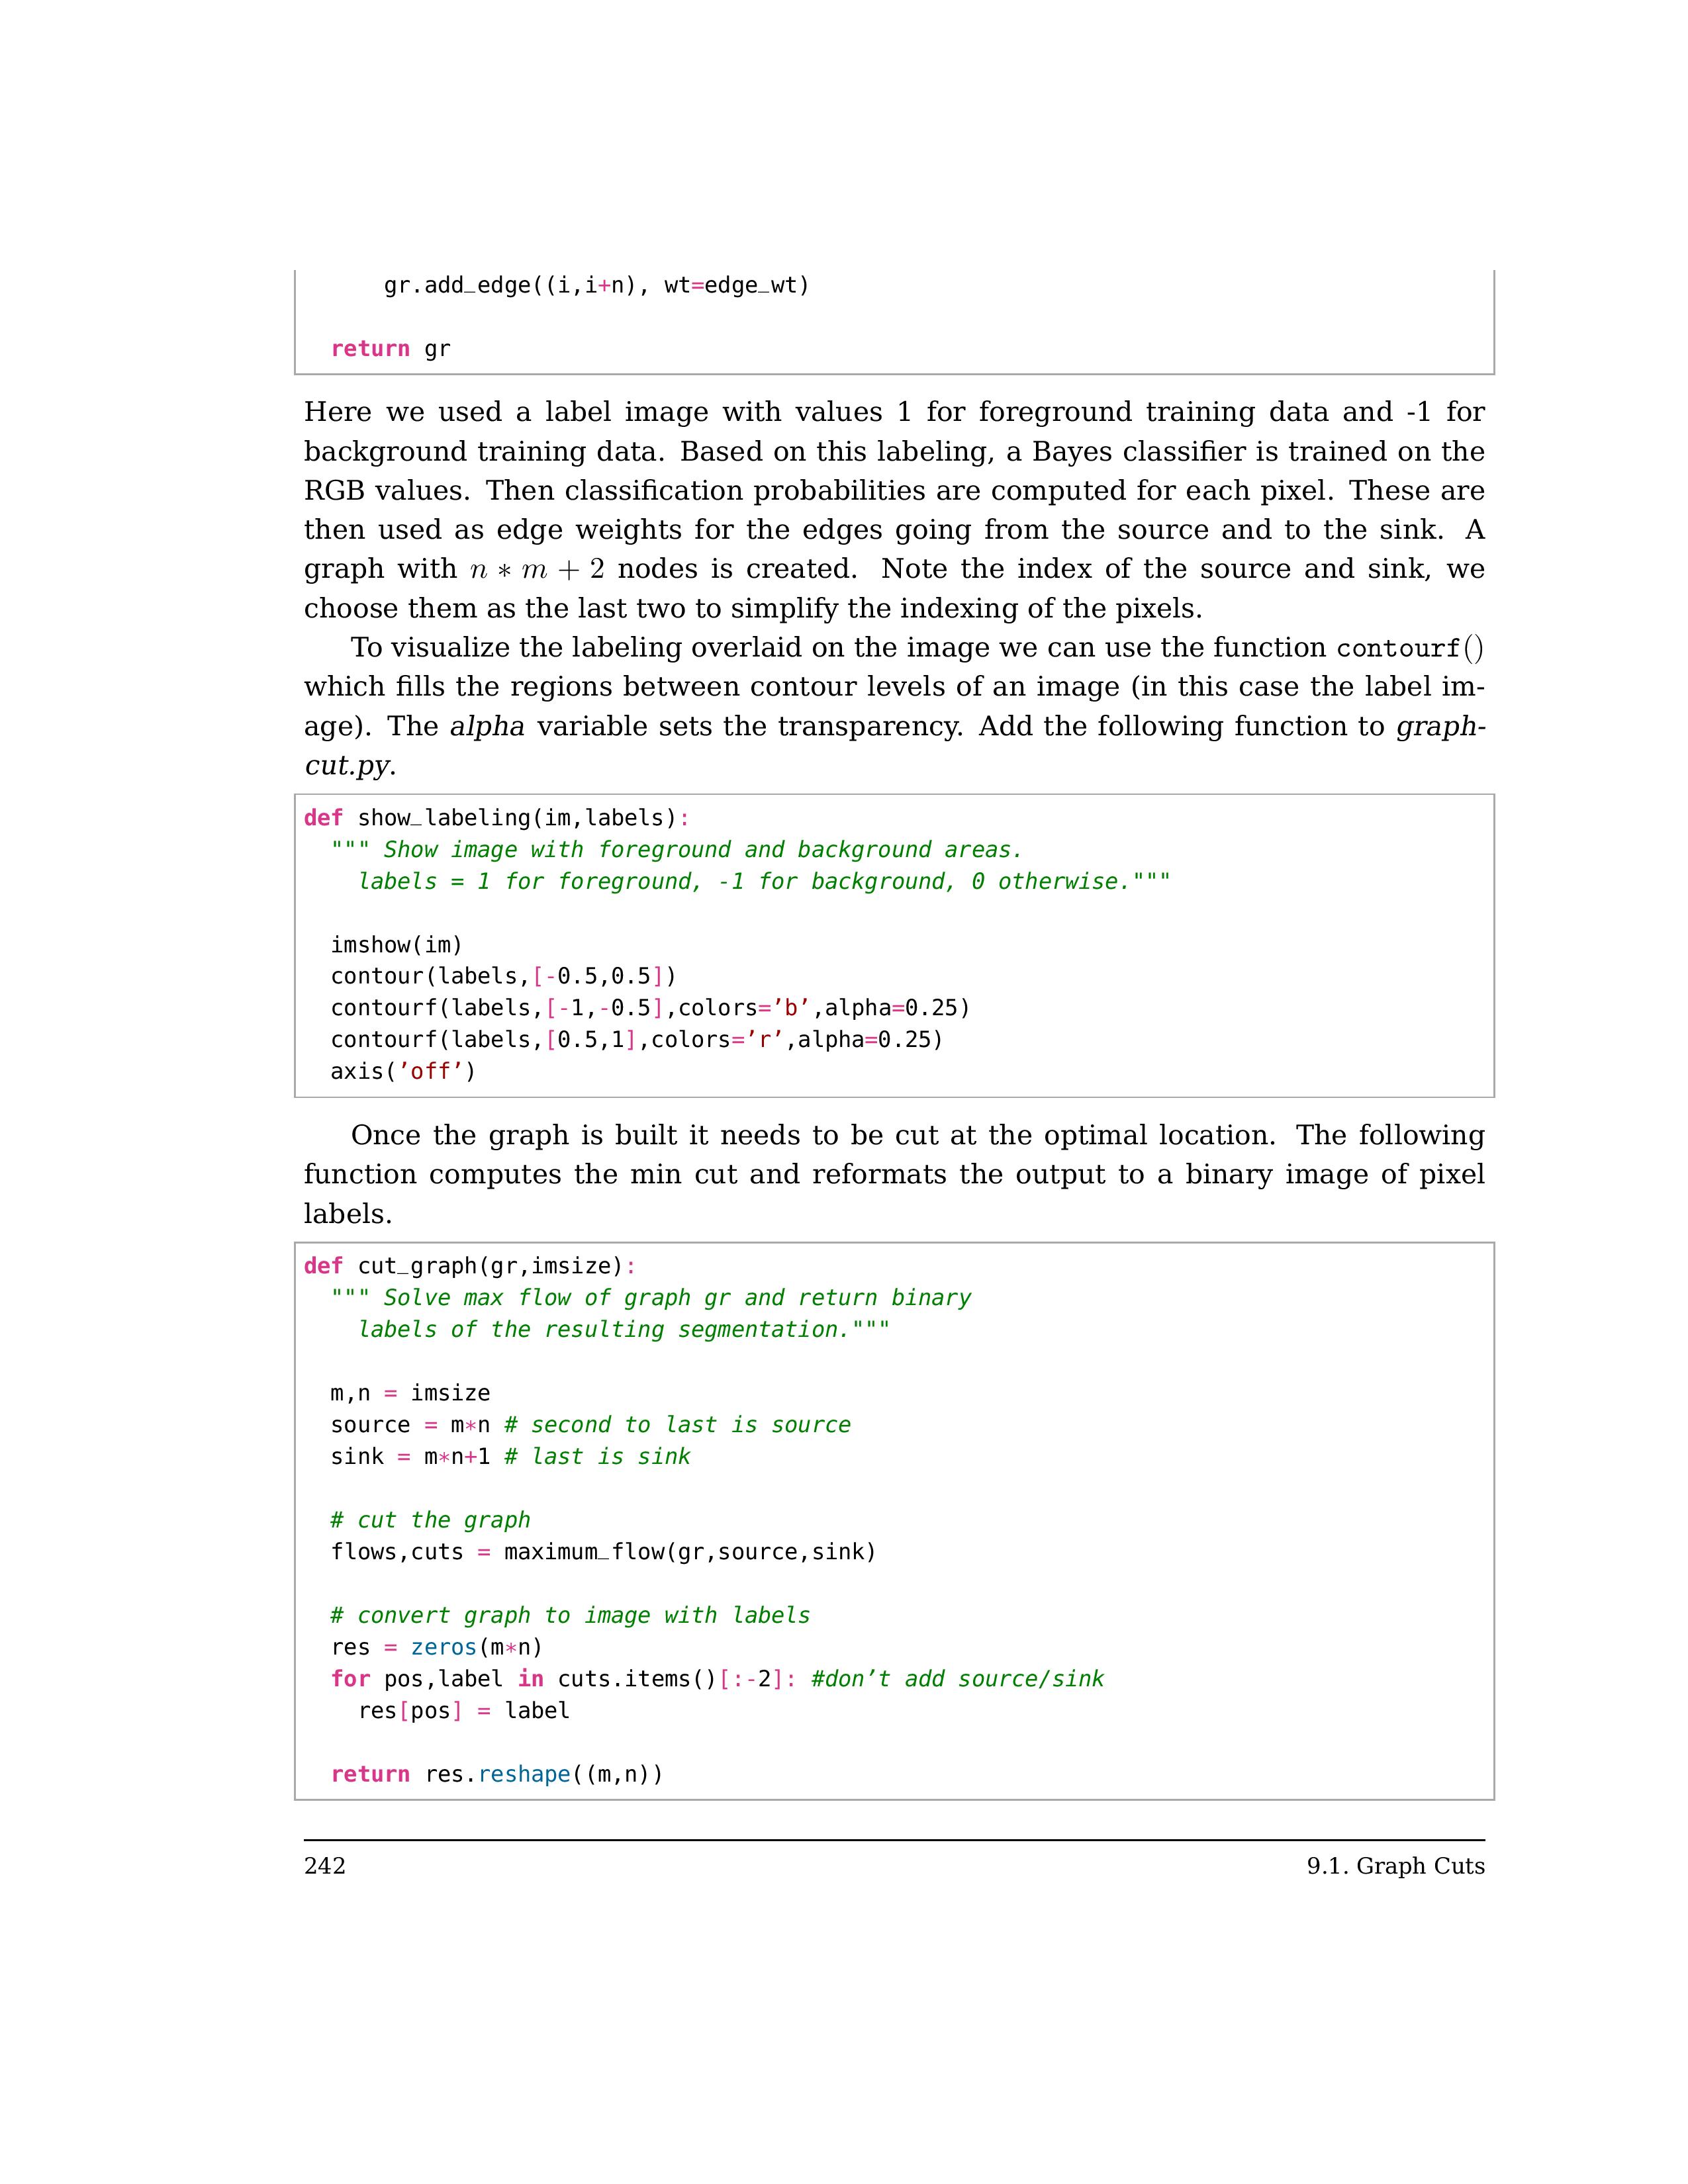 gr.add_edge((i,i+n), wt=edge_wt)
return gr
Here we used a label image with values 1 for foreground training data and -1 for
background training data. Based on this labeling, a Bayes classifier is trained on the
RGB values. Then classification probabilities are computed for each pixel. These are
then used as edge weights for the edges going from the source and to the sink. A
graph with n ∗ m + 2 nodes is created. Note the index of the source and sink, we
choose them as the last two to simplify the indexing of the pixels.
To visualize the labeling overlaid on the image we can use the function contourf()
which fills the regions between contour levels of an image (in this case the label im-
age). The alpha variable sets the transparency. Add the following function to graph-
cut.py.
def show_labeling(im,labels):
""" Show image with foreground and background areas.
labels = 1 for foreground, -1 for background, 0 otherwise."""
imshow(im)
contour(labels,[-0.5,0.5])
contourf(labels,[-1,-0.5],colors=’b’,alpha=0.25)
contourf(labels,[0.5,1],colors=’r’,alpha=0.25)
axis(’off’)
Once the graph is built it needs to be cut at the optimal location. The following
function computes the min cut and reformats the output to a binary image of pixel
labels.
def cut_graph(gr,imsize):
""" Solve max flow of graph gr and return binary
labels of the resulting segmentation."""
m,n = imsize
source = m*n # second to last is source
sink = m*n+1 # last is sink
# cut the graph
flows,cuts = maximum_flow(gr,source,sink)
# convert graph to image with labels
res = zeros(m*n)
for pos,label in cuts.items()[:-2]: #don’t add source/sink
res[pos] = label
return res.reshape((m,n))
242 9.1. Graph Cuts